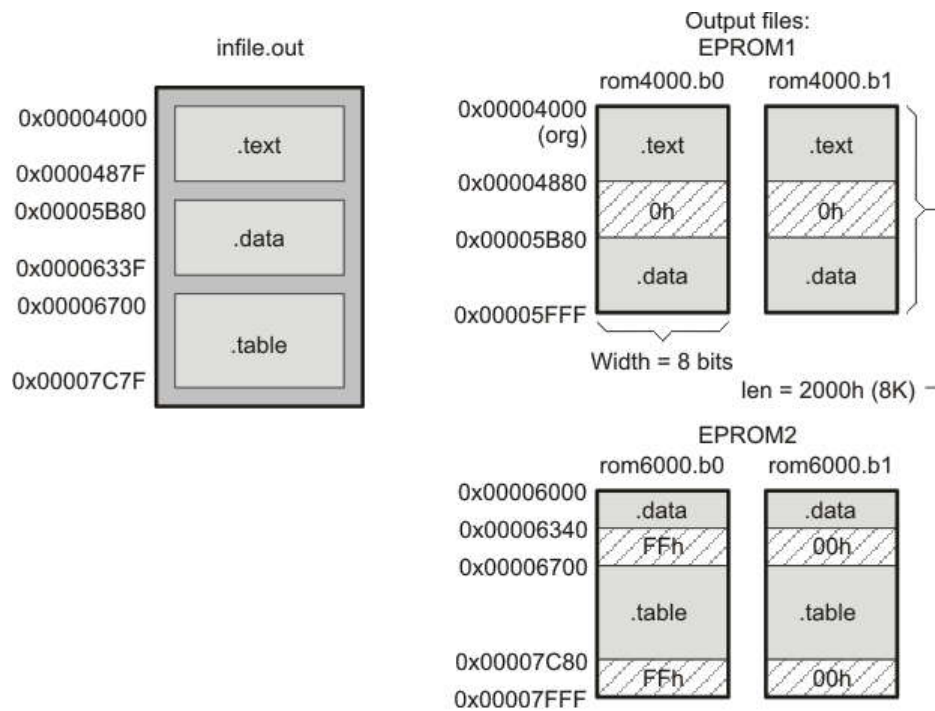 infile.out
0x00004000
.text
0x0000487F
0x00005B80
.data
0x0000633F
0x00006700
.table
0x00007C7F
Output files:
EPROM1
rom4000.b0 rom4000.b1
0x00004000
(org)
.text .text
0x00004880
0h 0h
0x00005B80
.data .data
0x00005FFF
Width = 8 bits
len = 2000h (8K)
EPROM2
rom6000.b0 rom6000.b1
0x00006000
.data .data
0x00006340
FFh 00h
0x00006700
.table .table
0x00007C80
FFh 00h
0x00007FFF